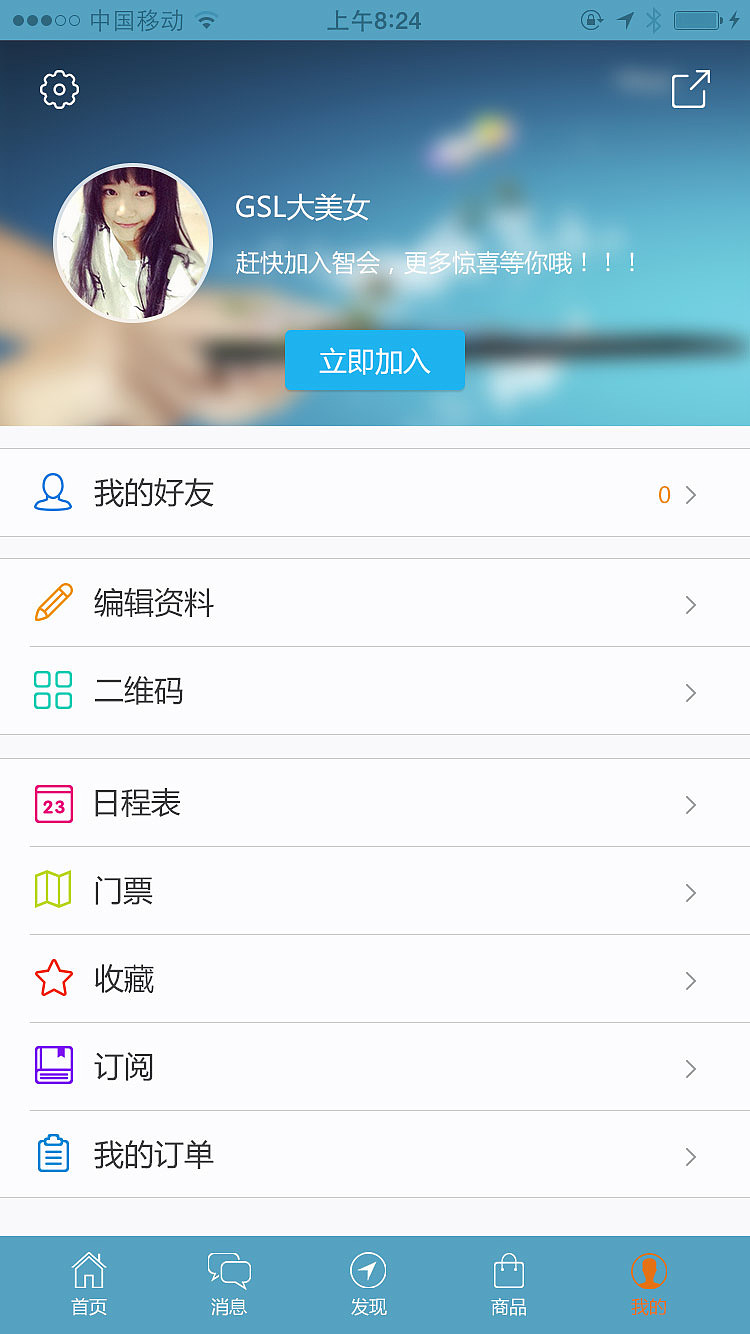 中国移动
上午8:24
GSL大美女
赶快加入智会，更多惊喜等你哦！！！
立即加入
我的好友
0
编辑资料
二维码
23
日程表
门票
收藏
订阅
我的订单
首页
消息
发现
商品
我的